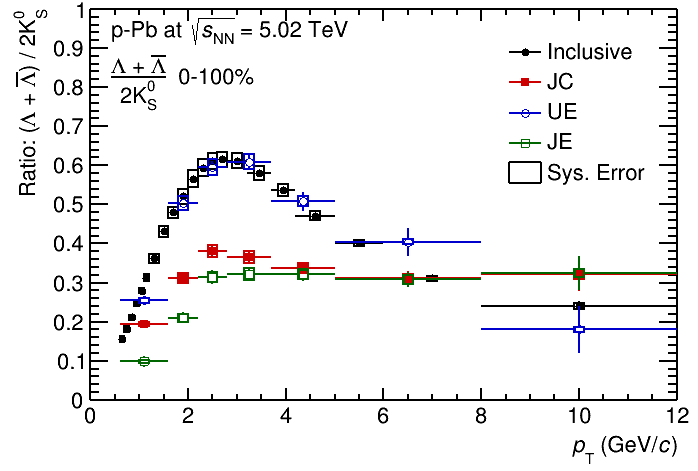 p-Pb at √s_NN = 5.02 TeV
Λ + Λ̅ / 2K⁰_S 0-100%
Inclusive
JC
UE
JE
Sys. Error
Ratio: (Λ + Λ̅) / 2K⁰_S
1
0.9
0.8
0.7
0.6
0.5
0.4
0.3
0.2
0.1
0
0 2 4 6 8 10 12
p_T (GeV/c)